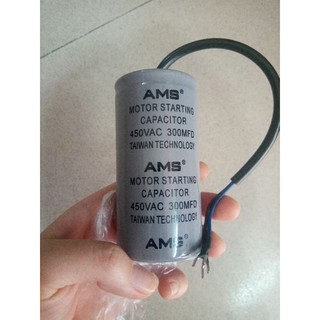 AMS®
MOTOR STARTING
CAPACITOR
450VAC 300MFD
TAIWAN TECHNOLOGY
AMS®
MOTOR STARTING
CAPACITOR
450VAC 300MFD
TAIWAN TECHNOLOGY
AMS®